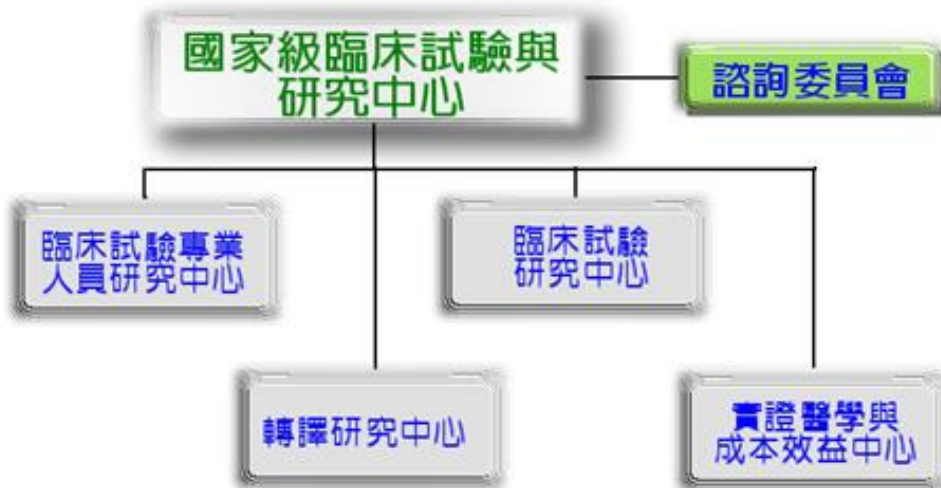 國家級臨床試驗與
研究中心
諮詢委員會
臨床試驗專業
人員研究中心
臨床試驗
研究中心
轉譯研究中心
實證醫學與
成本效益中心